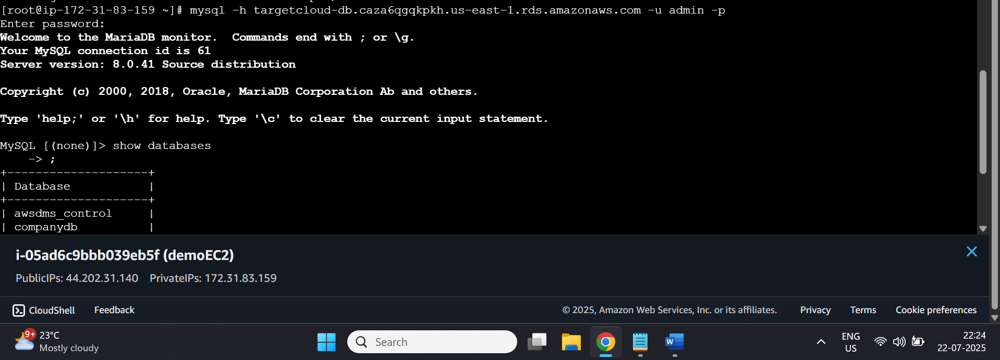 [root@ip-172-31-83-159 ~]# mysql -h targetcloud-db.caza6qgqkpkh.us-east-1.rds.amazonaws.com -u admin -p
Enter password:
Welcome to the MariaDB monitor.  Commands end with ; or \g.
Your MySQL connection id is 61
Server version: 8.0.41 Source distribution
Copyright (c) 2000, 2018, Oracle, MariaDB Corporation Ab and others.
Type 'help;' or '\h' for help. Type '\c' to clear the current input statement.
MySQL [(none)]> show databases
    -> ;
+--------------------+
| Database           |
+--------------------+
| awsdms_control     |
| companydb          |
i-05ad6c9bbb039eb5f (demoEC2)
PublicIPs: 44.202.31.140 PrivateIPs: 172.31.83.159
CloudShell Feedback © 2025, Amazon Web Services, Inc. or its affiliates. Privacy Terms Cookie preferences
9+ 23°C
Mostly cloudy
Search
W
ENG
US
22:24
22-07-2025